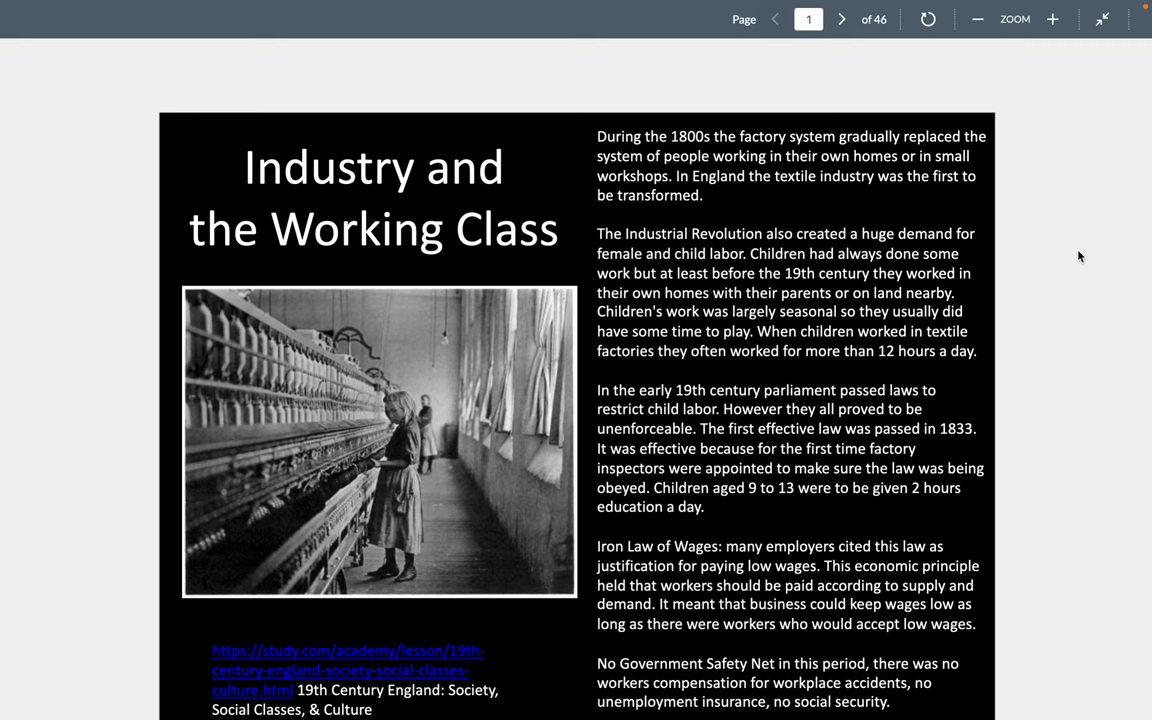 Page
1
of 46
ZOOM
Industry and
the Working Class
https://study.com/academy/lesson/19th-
century-england-society-social-classes-
culture.html 19th Century England: Society,
Social Classes, & Culture
During the 1800s the factory system gradually replaced the
system of people working in their own homes or in small
workshops. In England the textile industry was the first to
be transformed.
The Industrial Revolution also created a huge demand for
female and child labor. Children had always done some
work but at least before the 19th century they worked in
their own homes with their parents or on land nearby.
Children's work was largely seasonal so they usually did
have some time to play. When children worked in textile
factories they often worked for more than 12 hours a day.
In the early 19th century parliament passed laws to
restrict child labor. However they all proved to be
unenforceable. The first effective law was passed in 1833.
It was effective because for the first time factory
inspectors were appointed to make sure the law was being
obeyed. Children aged 9 to 13 were to be given 2 hours
education a day.
Iron Law of Wages: many employers cited this law as
justification for paying low wages. This economic principle
held that workers should be paid according to supply and
demand. It meant that business could keep wages low as
long as there were workers who would accept low wages.
No Government Safety Net in this period, there was no
workers compensation for workplace accidents, no
unemployment insurance, no social security.